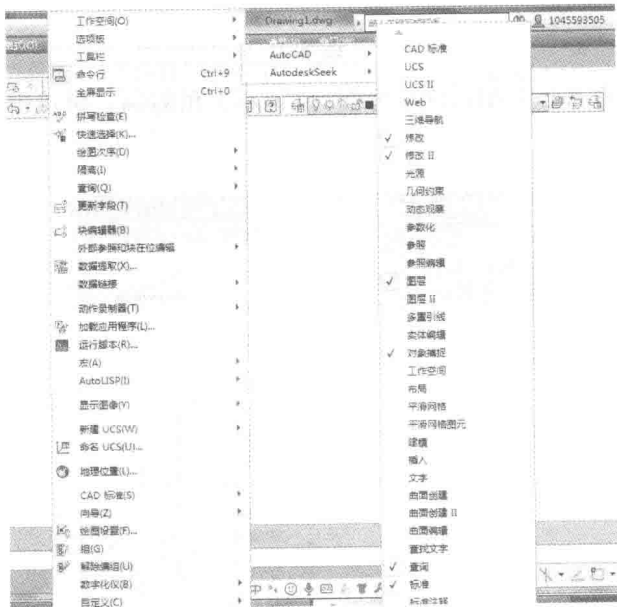 工作空间(O)
选项板
工具栏
命令行 Ctrl+9
全屏显示 Ctrl+0
拼写检查(E)
快速选择(K)...
绘图次序(D)
隔离(I)
查询(Q)
更新字段(T)
块编辑器(B)
外部参照和块在位编辑
数据提取(X)...
数据链接
动作录制器(T)
加载应用程序(L)...
运行脚本(R)...
宏(A)
AutoLISP(I)
显示图像(Y)
新建 UCS(W)
命名 UCS(U)...
地理位置(L)...
CAD 标准(S)
向导(Z)
绘图设置(F)...
组(G)
解除编组(U)
数字化仪(B)
自定义(C)
Drawing1.dwg
1045593505
AutoCAD
AutodeskSeek
CAD 标准
UCS
UCS II
Web
三维导航
修改
修改 II
光源
几何约束
动态观察
参数化
参照
参照编辑
图层
图层 II
多重引线
实体编辑
对象捕捉
工作空间
布局
平滑网格
平滑网格图元
建模
插入
文字
曲面创建
曲面创建 II
曲面编辑
查找文字
查询
标准
标准注释
中